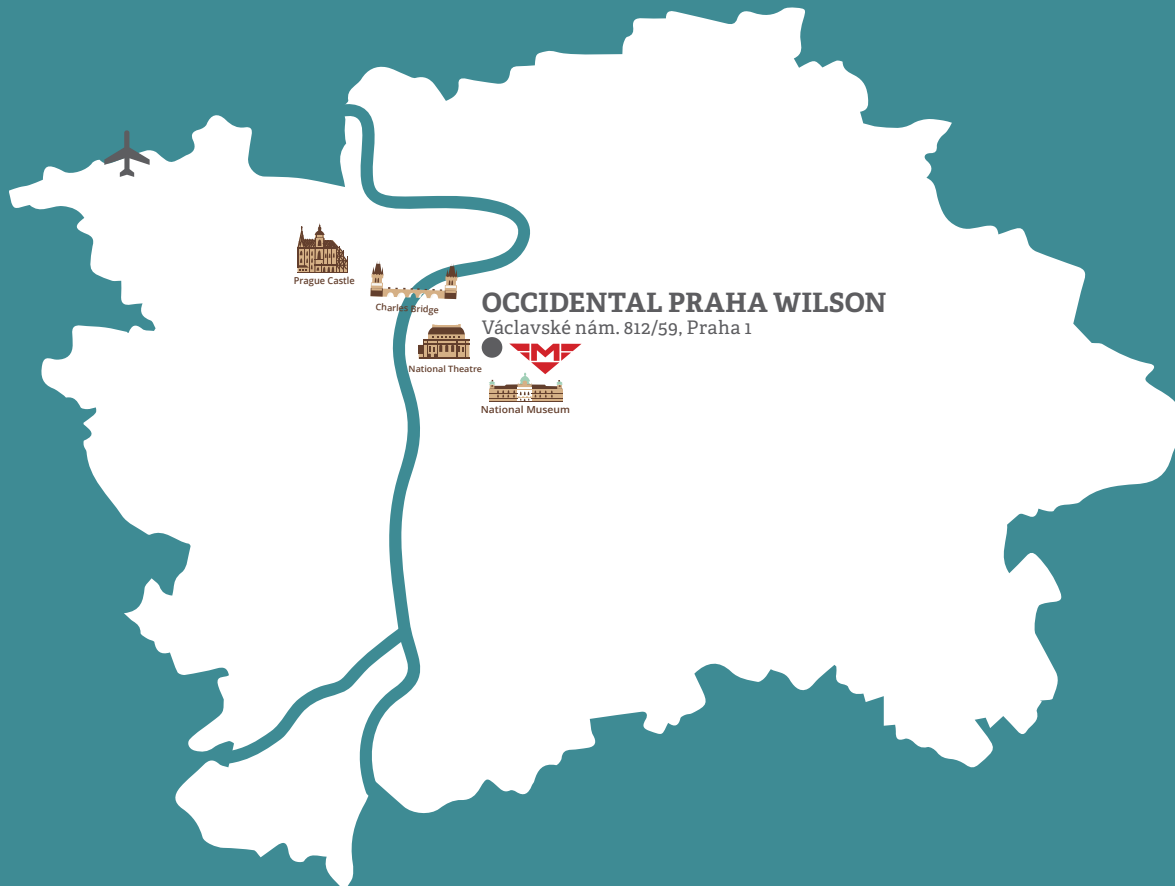 Prague Castle
Charles Bridge
OCCIDENTAL PRAHA WILSON
Václavské nám. 812/59, Praha 1
M
National Theatre
National Museum